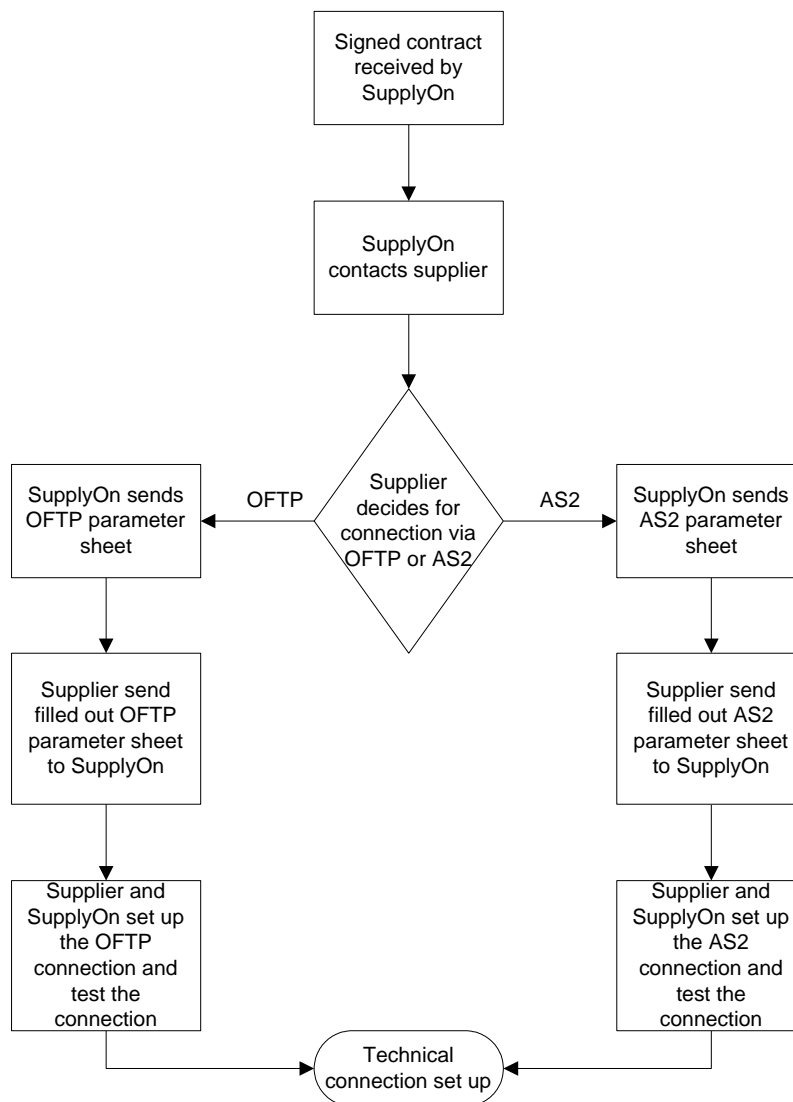 Signed contract
received by
SupplyOn
SupplyOn
contacts supplier
Supplier
decides for
connection via
OFTP or AS2
OFTP
AS2
SupplyOn sends
OFTP parameter
sheet
SupplyOn sends
AS2 parameter
sheet
Supplier send
filled out OFTP
parameter sheet
to SupplyOn
Supplier send
filled out AS2
parameter sheet
to SupplyOn
Supplier and
SupplyOn set up
the OFTP
connection and
test the
connection
Supplier and
SupplyOn set up
the AS2
connection and
test the
connection
Technical
connection set up